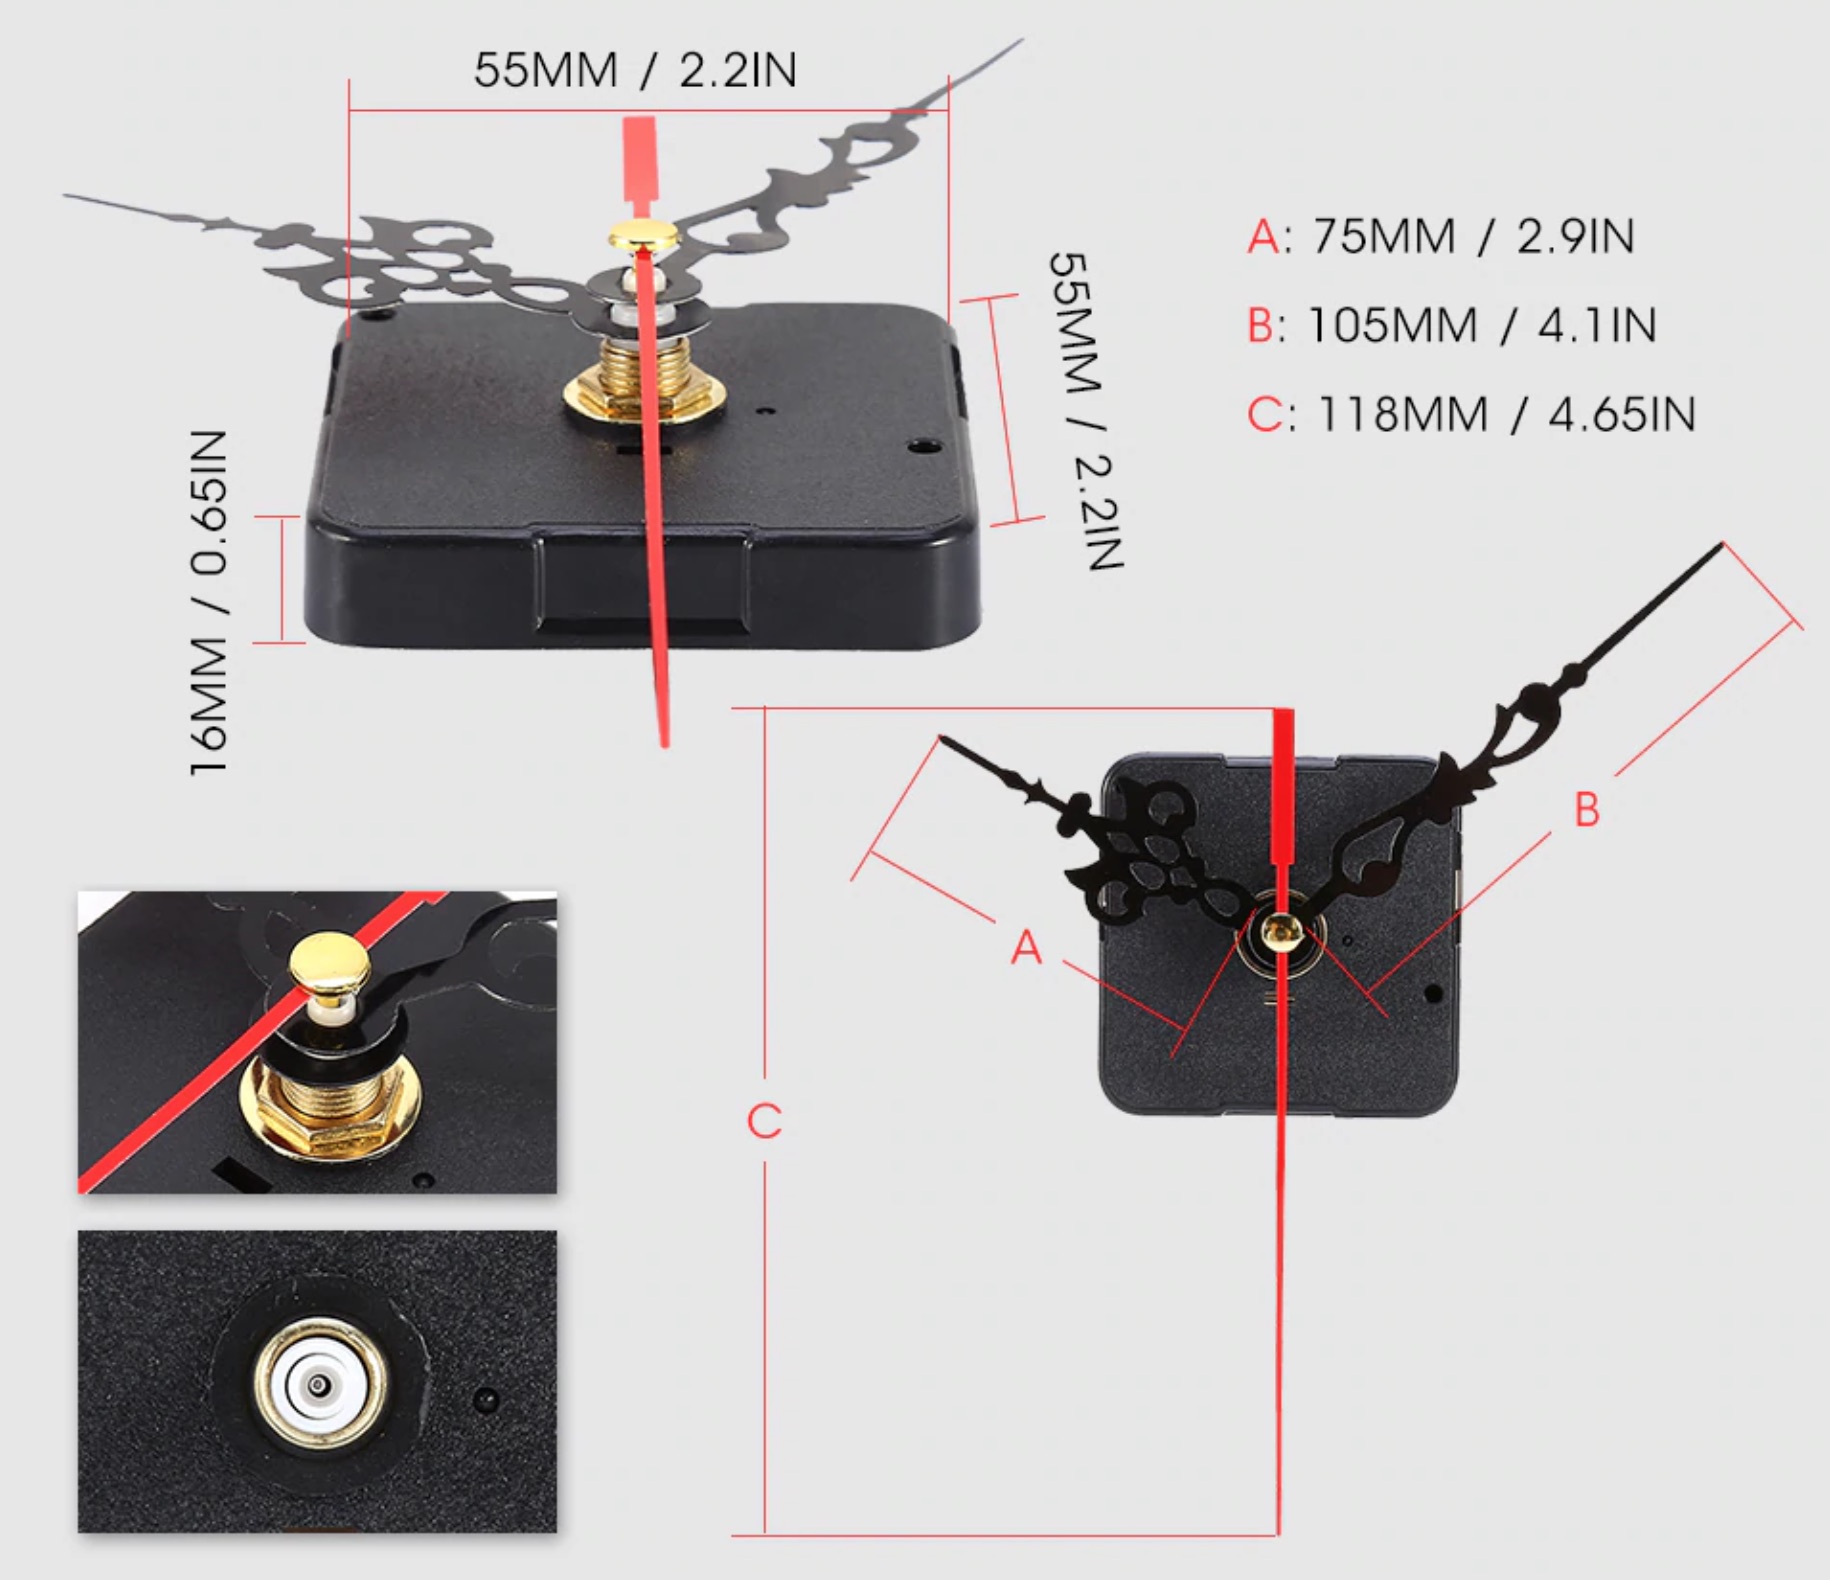 55MM / 2.2IN
55MM / 2.2IN
16MM / 0.65IN
A: 75MM / 2.9IN
B: 105MM / 4.1IN
C: 118MM / 4.65IN
A
B
C